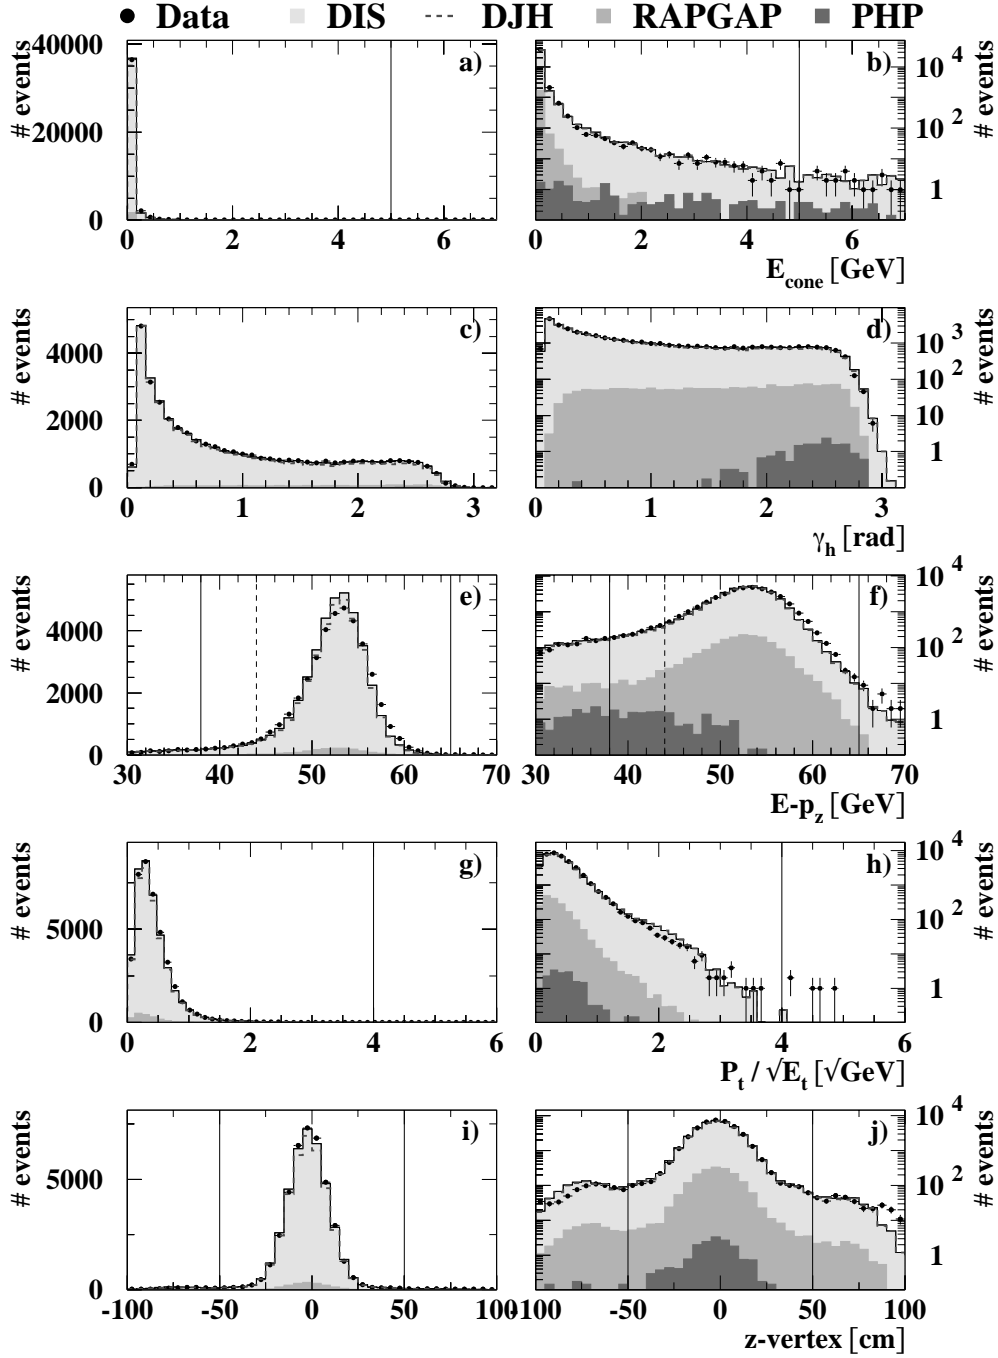 Data DIS DJH RAPGAP PHP
a)
# events
40000
20000
0
0 2 4 6
b)
# events
10 4
10 2
1
0 2 4 6
E_cone [GeV]
c)
# events
4000
2000
0
0 1 2 3
d)
# events
10 3
10 2
10
1
0 1 2 3
γ_h [rad]
e)
# events
4000
2000
0
30 40 50 60 70
f)
# events
10 4
10 2
1
30 40 50 60 70
E-p_z [GeV]
g)
# events
5000
0
0 2 4 6
h)
# events
10 4
10 2
1
0 2 4 6
P_t / √E_t [√GeV]
i)
# events
5000
0
-100 -50 0 50 100
j)
# events
10 4
10 2
1
-100 -50 0 50 100
z-vertex [cm]